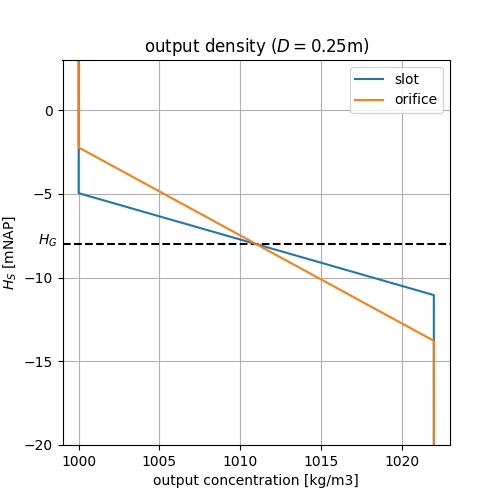 output density (D = 0.25m)
slot
orifice
0
−5
H_G
−10
−15
−20
H_S [mNAP]
1000 1005 1010 1015 1020
output concentration [kg/m3]